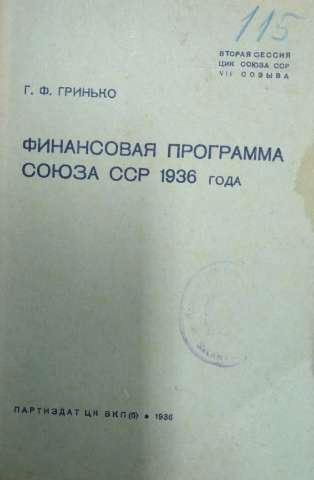 115
ВТОРАЯ СЕССИЯ
ЦИК СОЮЗА ССР
VII СОЗЫВА
Г. Ф. ГРИНЬКО
ФИНАНСОВАЯ ПРОГРАММА
СОЮЗА ССР 1936 ГОДА
ПАРТИЗДАТ ЦК ВКП(б) • 1936